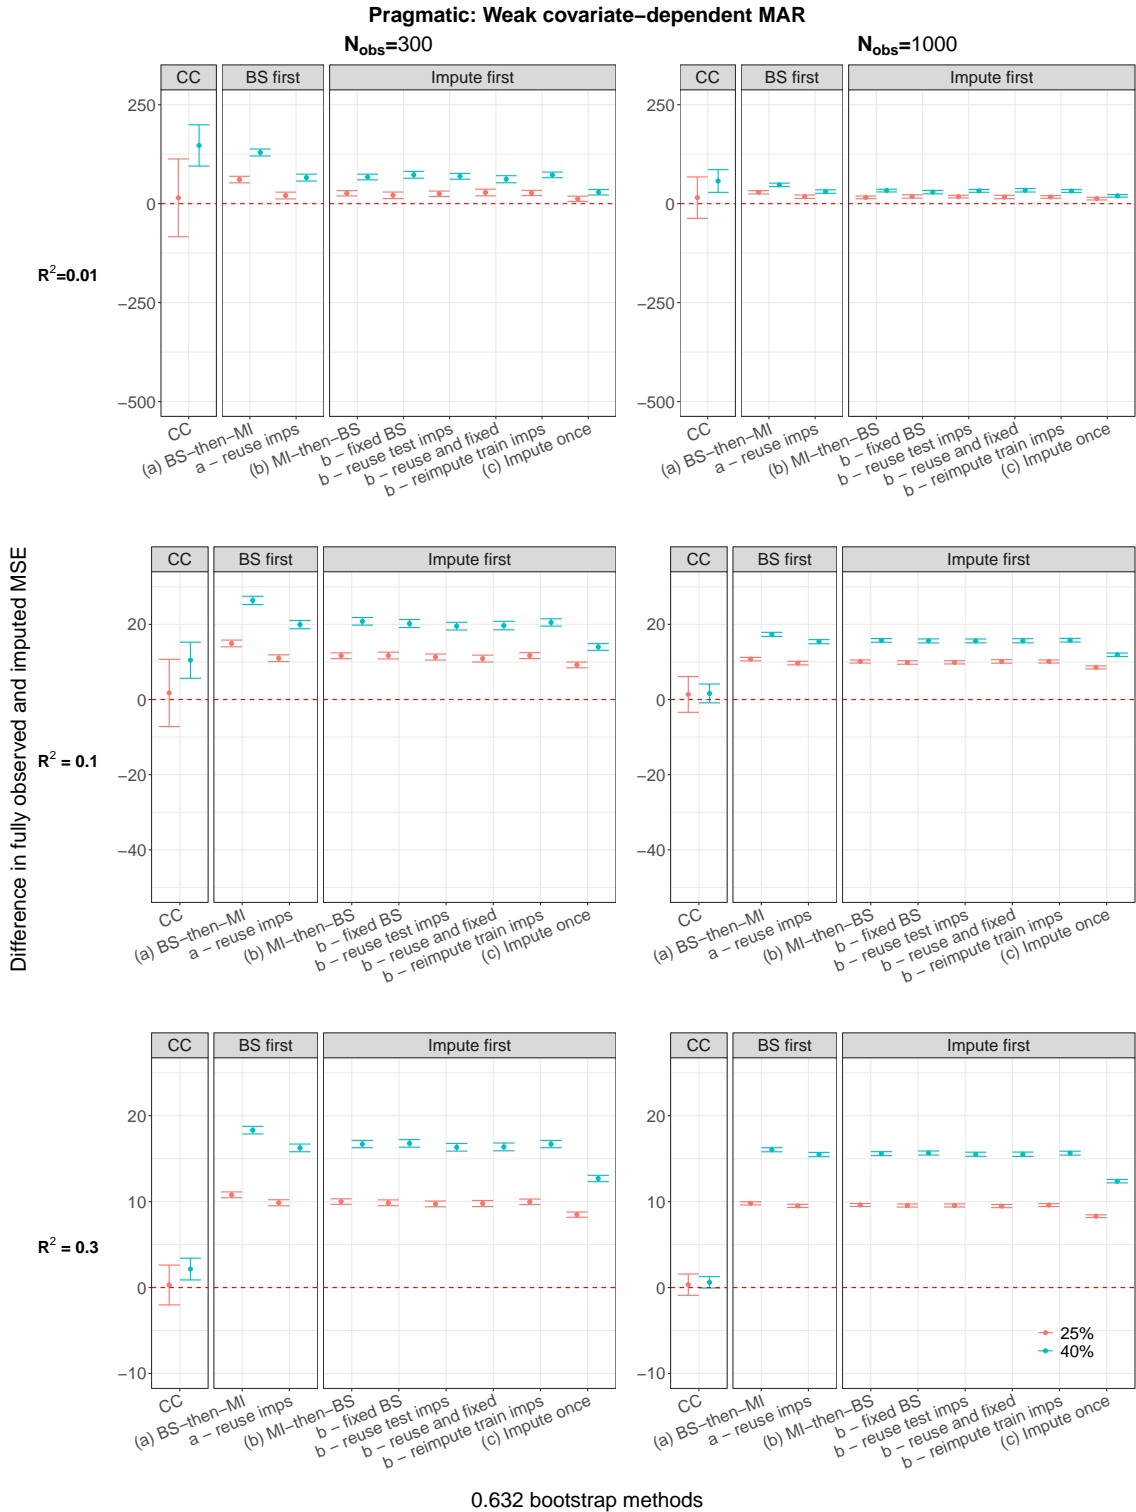 Pragmatic: Weak covariate–dependent MAR
N_obs=300
N_obs=1000
CC BS first Impute first
CC BS first Impute first
250
0
−250
−500
250
0
−250
−500
R²=0.01
CC
(a) BS−then−MI
a − reuse imps
(b) MI−then−BS
b − fixed BS
b − reuse test imps
b − reuse and fixed
b − reimpute train imps
(c) Impute once
CC
(a) BS−then−MI
a − reuse imps
(b) MI−then−BS
b − fixed BS
b − reuse test imps
b − reuse and fixed
b − reimpute train imps
(c) Impute once
Difference in fully observed and imputed MSE
CC BS first Impute first
CC BS first Impute first
20
0
−20
−40
20
0
−20
−40
R² = 0.1
CC
(a) BS−then−MI
a − reuse imps
(b) MI−then−BS
b − fixed BS
b − reuse test imps
b − reuse and fixed
b − reimpute train imps
(c) Impute once
CC
(a) BS−then−MI
a − reuse imps
(b) MI−then−BS
b − fixed BS
b − reuse test imps
b − reuse and fixed
b − reimpute train imps
(c) Impute once
CC BS first Impute first
CC BS first Impute first
20
10
0
−10
20
10
0
−10
R² = 0.3
25%
40%
CC
(a) BS−then−MI
a − reuse imps
(b) MI−then−BS
b − fixed BS
b − reuse test imps
b − reuse and fixed
b − reimpute train imps
(c) Impute once
CC
(a) BS−then−MI
a − reuse imps
(b) MI−then−BS
b − fixed BS
b − reuse test imps
b − reuse and fixed
b − reimpute train imps
(c) Impute once
0.632 bootstrap methods